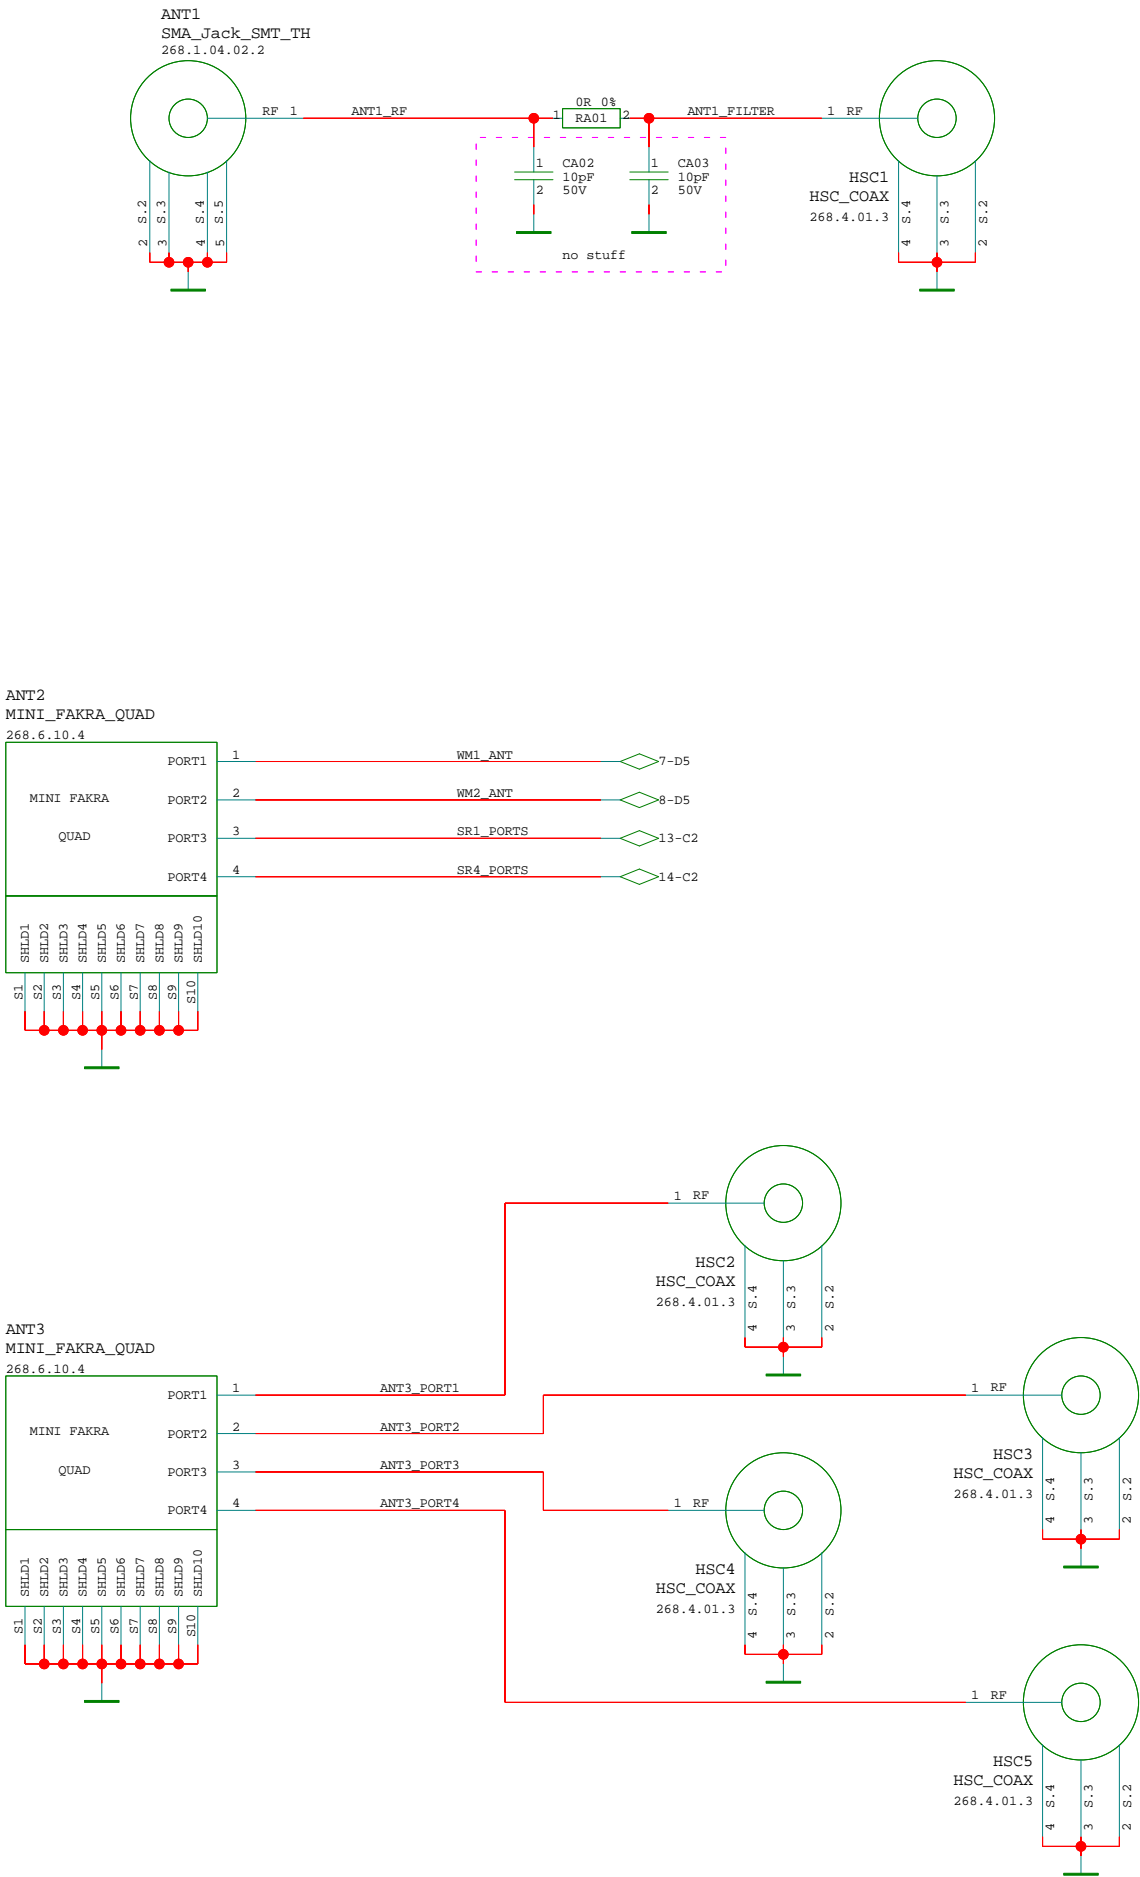 ANT1
SMA_Jack_SMT_TH
268.1.04.02.2
RF 1
ANT1_RF
0R 0%
1 RA01 2
ANT1_FILTER
1 RF
1 CA02
10pF
2 50V
1 CA03
10pF
2 50V
no stuff
2 S.2
3 S.3
4 S.4
5 S.5
HSC1
HSC_COAX
268.4.01.3
4 S.4
3 S.3
2 S.2
ANT2
MINI_FAKRA_QUAD
268.6.10.4
MINI FAKRA
QUAD
PORT1 1 WM1_ANT 7-D5
PORT2 2 WM2_ANT 8-D5
PORT3 3 SR1_PORTS 13-C2
PORT4 4 SR4_PORTS 14-C2
SHLD1 SHLD2 SHLD3 SHLD4 SHLD5 SHLD6 SHLD7 SHLD8 SHLD9 SHLD10
S1 S2 S3 S4 S5 S6 S7 S8 S9 S10
1 RF
HSC2
HSC_COAX
268.4.01.3
4 S.4
3 S.3
2 S.2
ANT3
MINI_FAKRA_QUAD
268.6.10.4
MINI FAKRA
QUAD
PORT1 1 ANT3_PORT1
PORT2 2 ANT3_PORT2
PORT3 3 ANT3_PORT3
PORT4 4 ANT3_PORT4
SHLD1 SHLD2 SHLD3 SHLD4 SHLD5 SHLD6 SHLD7 SHLD8 SHLD9 SHLD10
S1 S2 S3 S4 S5 S6 S7 S8 S9 S10
1 RF
HSC3
HSC_COAX
268.4.01.3
4 S.4
3 S.3
2 S.2
1 RF
HSC4
HSC_COAX
268.4.01.3
4 S.4
3 S.3
2 S.2
1 RF
HSC5
HSC_COAX
268.4.01.3
4 S.4
3 S.3
2 S.2